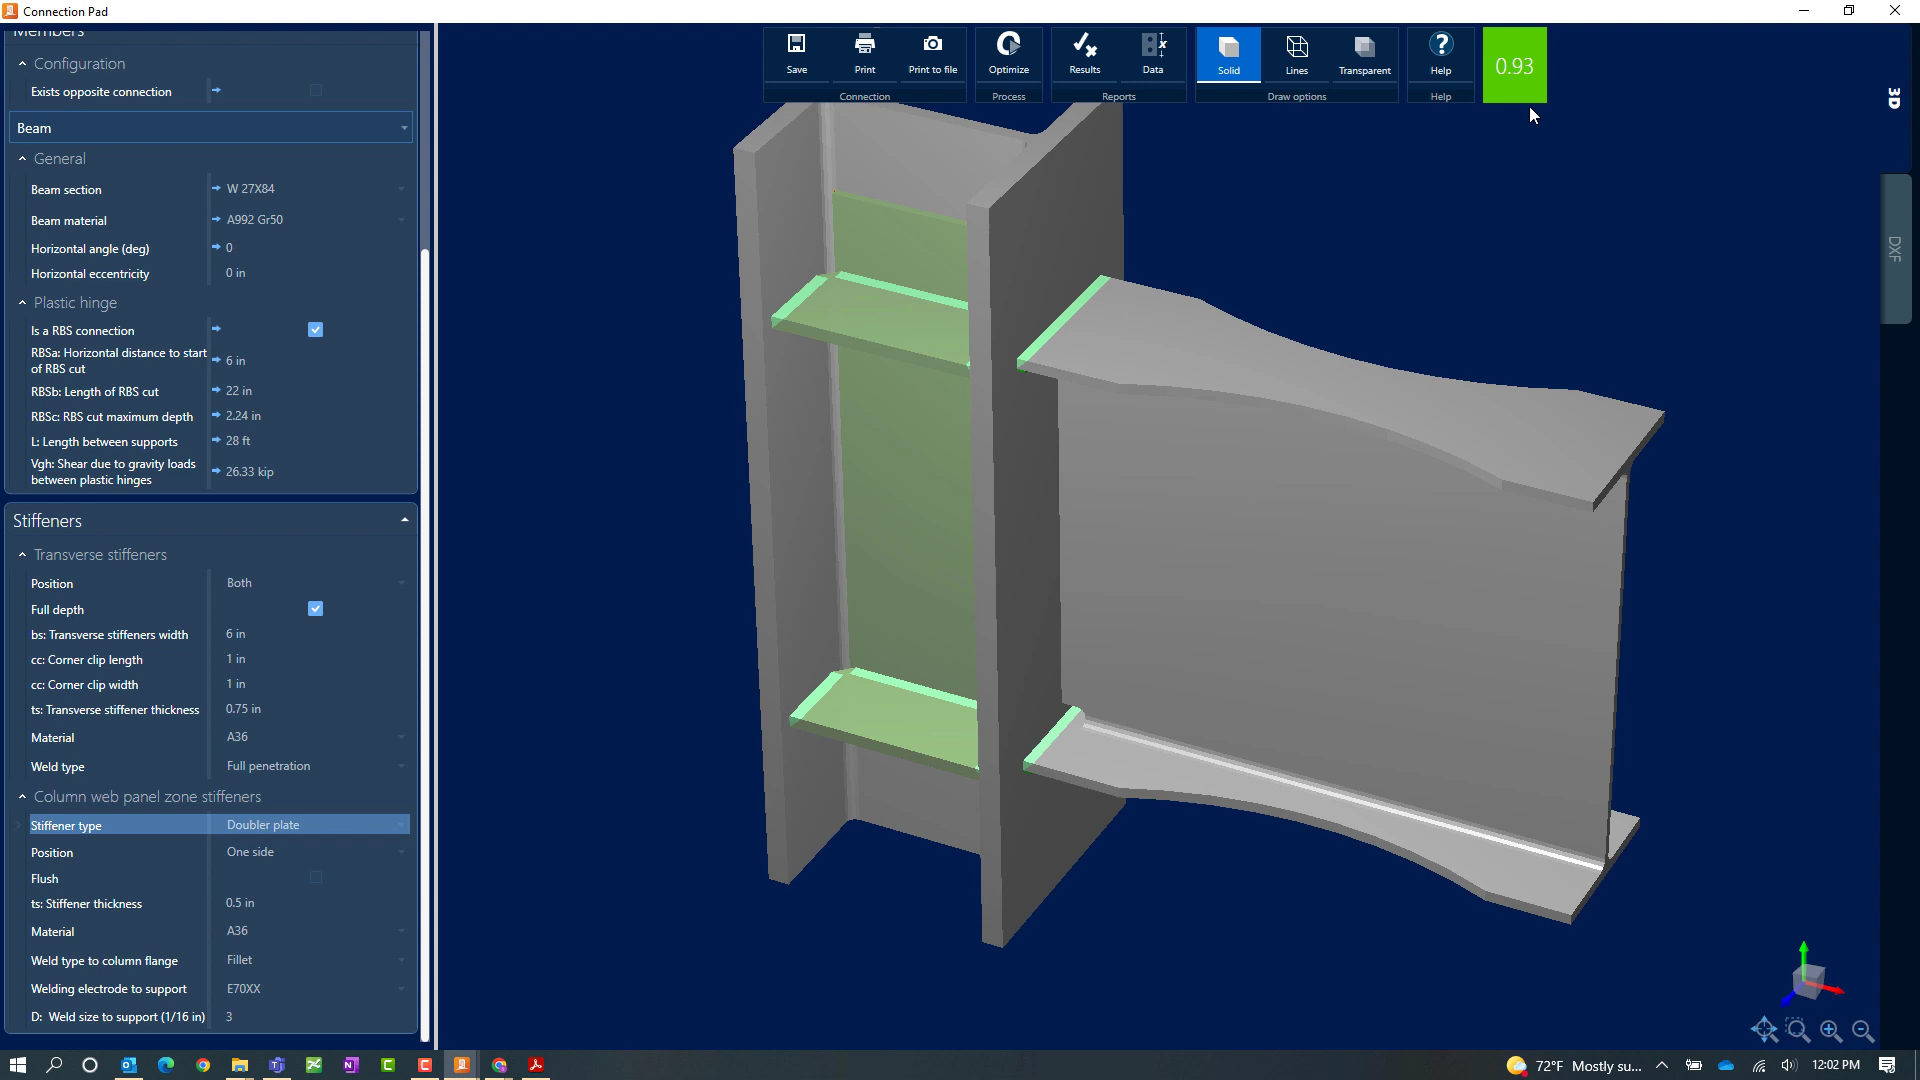 Connection Pad
Members
Configuration
Exists opposite connection
Beam
General
Beam section W 27X84
Beam material A992 Gr50
Horizontal angle (deg) 0
Horizontal eccentricity 0 in
Plastic hinge
Is a RBS connection
RBSa: Horizontal distance to start
of RBS cut 6 in
RBSb: Length of RBS cut 22 in
RBSc: RBS cut maximum depth 2.24 in
L: Length between supports 28 ft
Vgh: Shear due to gravity loads
between plastic hinges 26.33 kip
Stiffeners
Transverse stiffeners
Position Both
Full depth
bs: Transverse stiffeners width 6 in
cc: Corner clip length 1 in
cc: Corner clip width 1 in
ts: Transverse stiffener thickness 0.75 in
Material A36
Weld type Full penetration
Column web panel zone stiffeners
Stiffener type Doubler plate
Position One side
Flush
ts: Stiffener thickness 0.5 in
Material A36
Weld type to column flange Fillet
Welding electrode to support E70XX
D: Weld size to support (1/16 in) 3
Save Print Print to file Optimize Results Data Solid Lines Transparent Help
Connection Process Reports Draw options Help
0.93
3D
DXF
72°F Mostly su... 12:02 PM